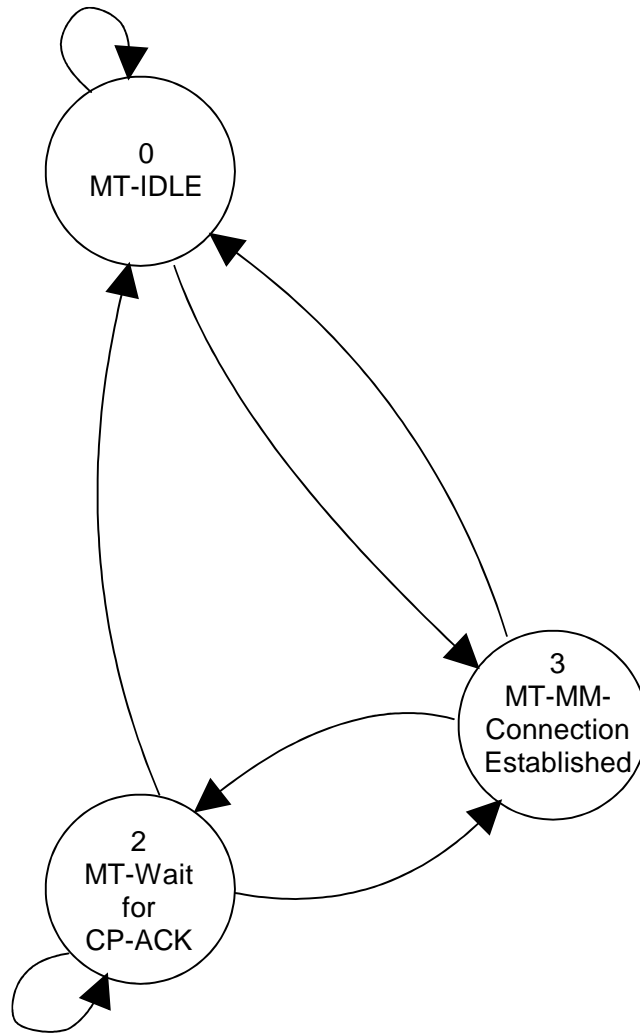 0
MT-IDLE
3
MT-MM-
Connection
Established
2
MT-Wait
for
CP-ACK